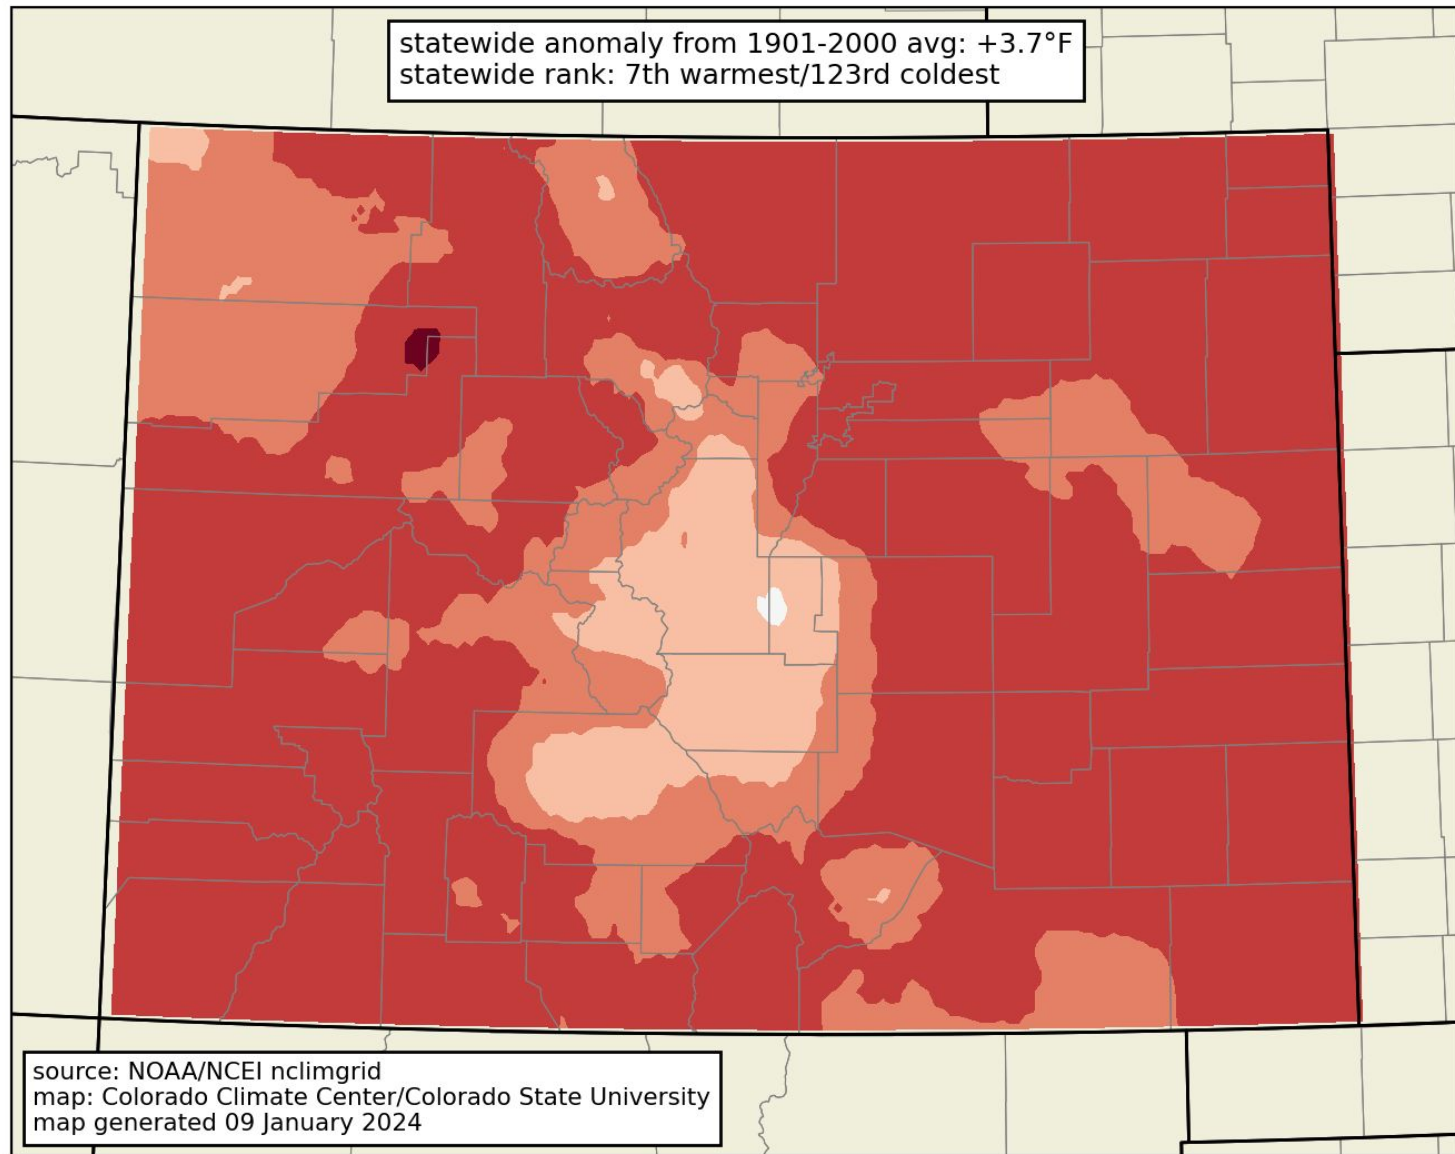 statewide anomaly from 1901-2000 avg: +3.7°F
statewide rank: 7th warmest/123rd coldest
source: NOAA/NCEI nclimgrid
map: Colorado Climate Center/Colorado State University
map generated 09 January 2024